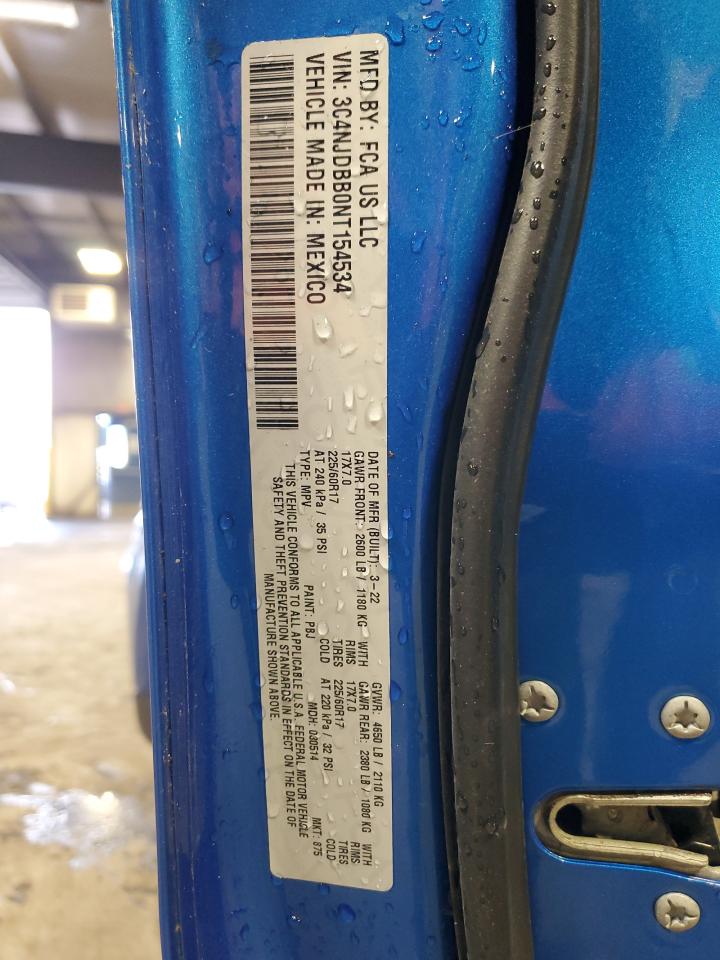 MFD BY: FCA US LLC
VIN: 3C4NJDBB0NT154534
VEHICLE MADE IN: MEXICO
DATE OF MFR (BUILT): 3-22 GVWR: 4650 LB / 2110 KG
GAWR FRONT: 2600 LB / 1180 KG WITH GAWR REAR: 2380 LB / 1080 KG WITH
17X7.0 RIMS 17X7.0 RIMS
225/60R17 TIRES 225/60R17 TIRES
AT 240 kPa / 35 PSI COLD AT 220 kPa / 32 PSI COLD
TYPE: MPV PAINT: PBJ MDH: 030514 MKT: 875
THIS VEHICLE CONFORMS TO ALL APPLICABLE U.S.A. FEDERAL MOTOR VEHICLE
SAFETY AND THEFT PREVENTION STANDARDS IN EFFECT ON THE DATE OF
MANUFACTURE SHOWN ABOVE.